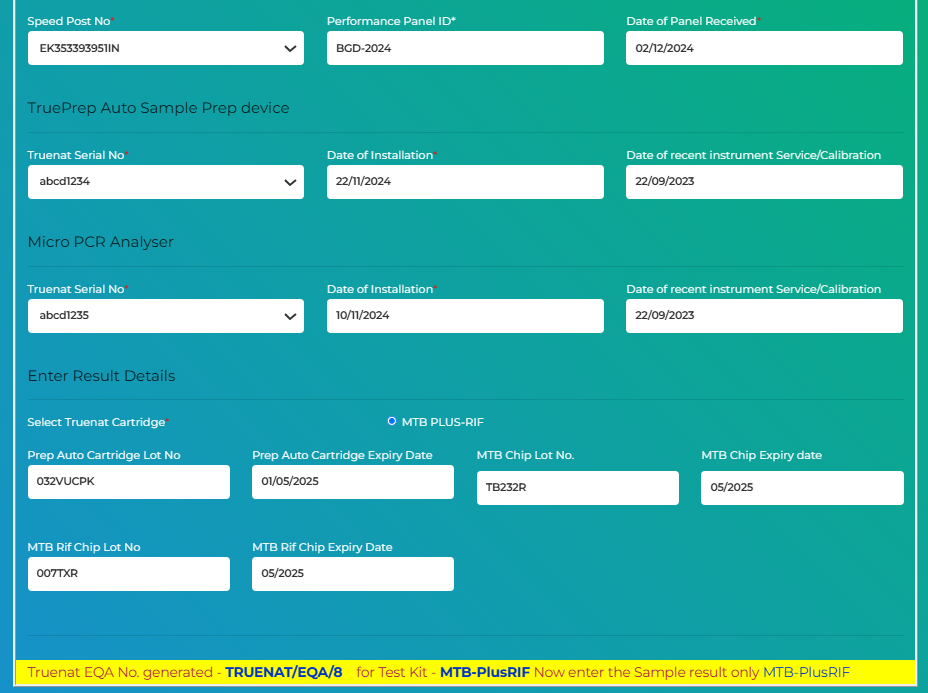 Speed Post No* Performance Panel ID* Date of Panel Received*
EK353393951IN BGD-2024 02/12/2024
TruePrep Auto Sample Prep device
Truenat Serial No* Date of Installation* Date of recent instrument Service/Calibration
abcd1234 22/11/2024 22/09/2023
Micro PCR Analyser
Truenat Serial No* Date of Installation* Date of recent instrument Service/Calibration
abcd1235 10/11/2024 22/09/2023
Enter Result Details
Select Truenat Cartridge* MTB PLUS-RIF
Prep Auto Cartridge Lot No Prep Auto Cartridge Expiry Date MTB Chip Lot No. MTB Chip Expiry date
032VUCPK 01/05/2025 TB232R 05/2025
MTB Rif Chip Lot No MTB Rif Chip Expiry Date
007TXR 05/2025
Truenat EQA No. generated - TRUENAT/EQA/8 for Test Kit - MTB-PlusRIF Now enter the Sample result only MTB-PlusRIF